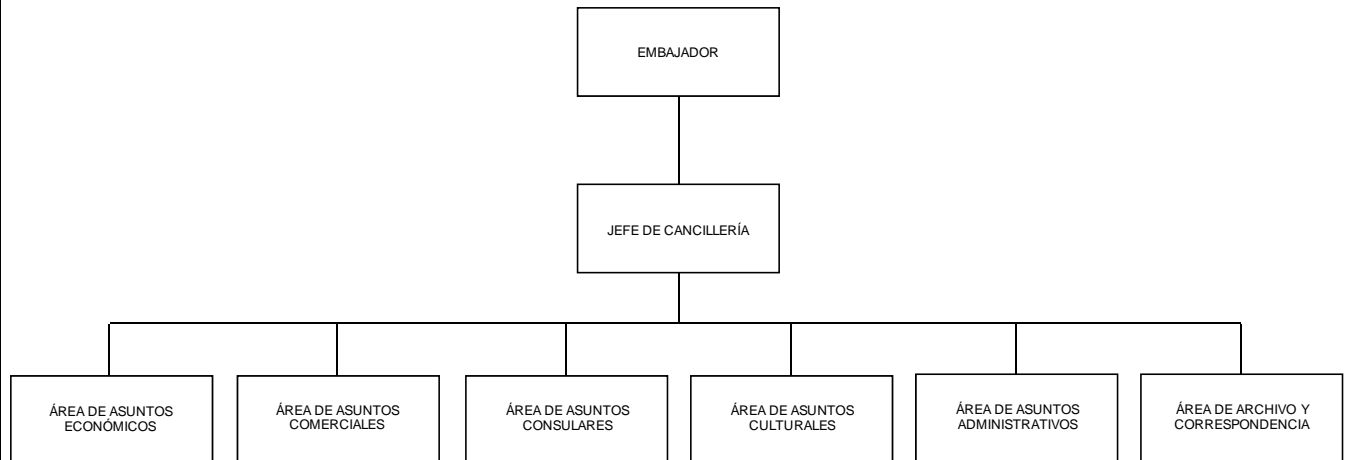 EMBAJADOR
JEFE DE CANCILLERÍA
ÁREA DE ASUNTOS
ECONÓMICOS
ÁREA DE ASUNTOS
COMERCIALES
ÁREA DE ASUNTOS
CONSULARES
ÁREA DE ASUNTOS
CULTURALES
ÁREA DE ASUNTOS
ADMINISTRATIVOS
ÁREA DE ARCHIVO Y
CORRESPONDENCIA